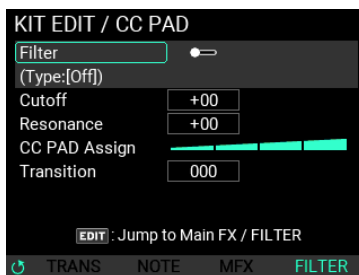 KIT EDIT / CC PAD
Filter
(Type:[Off])
Cutoff +00
Resonance +00
CC PAD Assign
Transition 000
EDIT : Jump to Main FX / FILTER
TRANS NOTE MFX FILTER